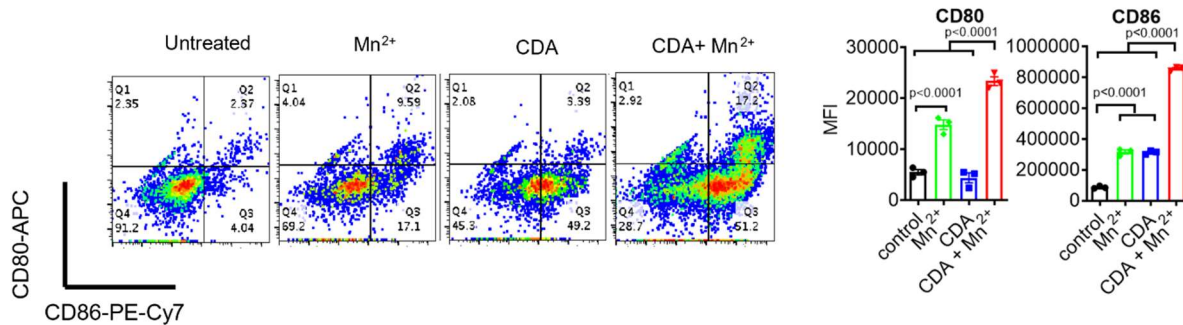 Untreated
Mn²⁺
CDA
CDA+ Mn²⁺
Q1
2.35
Q2
2.37
Q4
91.2
Q3
4.04
Q1
4.04
Q2
9.59
Q4
69.2
Q3
17.1
Q1
2.08
Q2
3.39
Q4
45.3
Q3
49.2
Q1
2.92
Q2
17.2
Q4
28.7
Q3
51.2
CD80-APC
CD86-PE-Cy7
CD80
p<0.0001
p<0.0001
MFI
30000
20000
10000
0
control
Mn²⁺
CDA
CDA + Mn²⁺
CD86
p<0.0001
p<0.0001
1000000
800000
600000
400000
200000
0
control
Mn²⁺
CDA
CDA + Mn²⁺